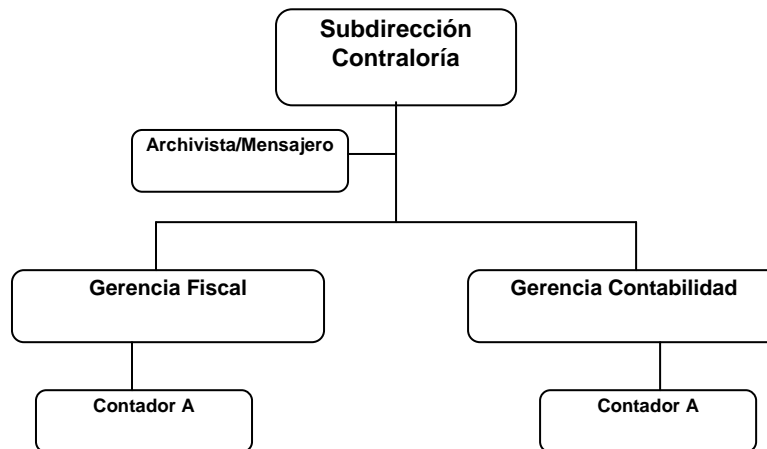 Subdirección
Contraloría
Archivista/Mensajero
Gerencia Fiscal
Gerencia Contabilidad
Contador A
Contador A